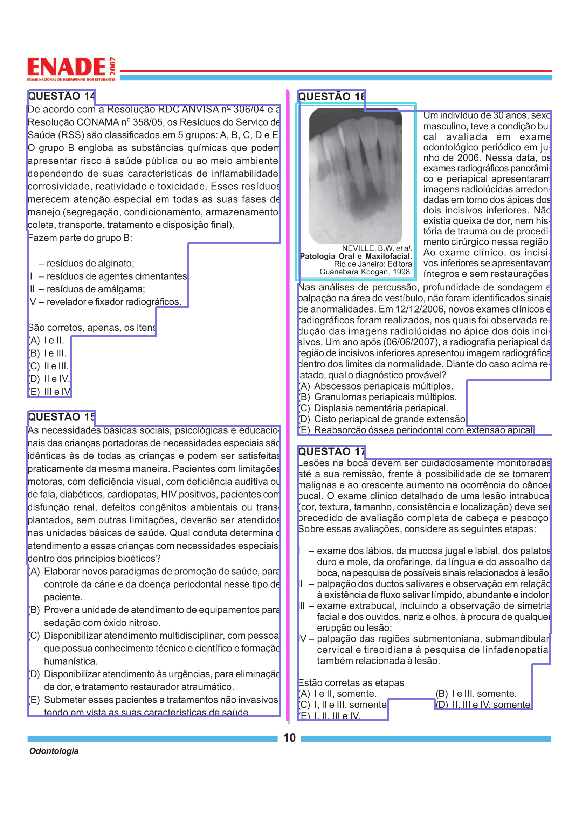 ENADE 2007
EXAME NACIONAL DE DESEMPENHO DOS ESTUDANTES
QUESTÃO 14
De acordo com a Resolução RDC ANVISA nº 306/04 e a
Resolução CONAMA nº 358/05, os Resíduos do Serviço de
Saúde (RSS) são classificados em 5 grupos: A, B, C, D e E.
O grupo B engloba as substâncias químicas que podem
apresentar risco à saúde pública ou ao meio ambiente,
dependendo de suas características de inflamabilidade,
corrosividade, reatividade e toxicidade. Esses resíduos
merecem atenção especial em todas as suas fases de
manejo (segregação, condicionamento, armazenamento,
coleta, transporte, tratamento e disposição final).
Fazem parte do grupo B:
I – resíduos de alginato;
II – resíduos de agentes cimentantes;
III – resíduos de amálgama;
IV – revelador e fixador radiográficos.
São corretos, apenas, os itens
(A) I e II.
(B) I e III.
(C) II e III.
(D) II e IV.
(E) III e IV.
QUESTÃO 15
As necessidades básicas sociais, psicológicas e educacio-
nais das crianças portadoras de necessidades especiais são
idênticas às de todas as crianças e podem ser satisfeitas
praticamente da mesma maneira. Pacientes com limitações
motoras, com deficiência visual, com deficiência auditiva ou
de fala, diabéticos, cardiopatas, HIV positivos, pacientes com
disfunção renal, defeitos congênitos ambientais ou trans-
plantados, sem outras limitações, deverão ser atendidos
nas unidades básicas de saúde. Qual conduta determina o
atendimento a essas crianças com necessidades especiais,
dentro dos princípios bioéticos?
(A) Elaborar novos paradigmas de promoção de saúde, para
controle da cárie e da doença periodontal nesse tipo de
paciente.
(B) Prover a unidade de atendimento de equipamentos para
sedação com óxido nitroso.
(C) Disponibilizar atendimento multidisciplinar, com pessoal
que possua conhecimento técnico e científico e formação
humanística.
(D) Disponibilizar atendimento às urgências, para eliminação
da dor, e tratamento restaurador atraumático.
(E) Submeter esses pacientes a tratamentos não invasivos,
tendo em vista as suas características de saúde.
QUESTÃO 16
Um indivíduo de 30 anos, sexo
masculino, teve a condição bu-
cal avaliada em exame
odontológico periódico em ju-
nho de 2006. Nessa data, os
exames radiográficos panorâmi-
co e periapical apresentaram
imagens radiolúcidas arredon-
dadas em torno dos ápices dos
dois incisivos inferiores. Não
existia queixa de dor, nem his-
tória de trauma ou de procedi-
mento cirúrgico nessa região.
Ao exame clínico, os incisi-
vos inferiores se apresentavam
íntegros e sem restaurações.
NEVILLE, B.W. et al.
Patologia Oral e Maxilofacial.
Rio de Janeiro: Editora
Guanabara Koogan, 1998.
Nas análises de percussão, profundidade de sondagem e
palpação na área do vestíbulo, não foram identificados sinais
de anormalidades. Em 12/12/2006, novos exames clínicos e
radiográficos foram realizados, nos quais foi observada re-
dução das imagens radiolúcidas no ápice dos dois inci-
sivos. Um ano após (06/06/2007), a radiografia periapical da
região de incisivos inferiores apresentou imagem radiográfica
dentro dos limites da normalidade. Diante do caso acima re-
latado, qual o diagnóstico provável?
(A) Abscessos periapicais múltiplos.
(B) Granulomas periapicais múltiplos.
(C) Displasia cementária periapical.
(D) Cisto periapical de grande extensão.
(E) Reabsorção óssea periodontal com extensão apical.
QUESTÃO 17
Lesões na boca devem ser cuidadosamente monitoradas
até a sua remissão, frente à possibilidade de se tornarem
malignas e ao crescente aumento na ocorrência do câncer
bucal. O exame clínico detalhado de uma lesão intrabucal
(cor, textura, tamanho, consistência e localização) deve ser
precedido de avaliação completa de cabeça e pescoço.
Sobre essas avaliações, considere as seguintes etapas:
I – exame dos lábios, da mucosa jugal e labial, dos palatos
duro e mole, da orofaringe, da língua e do assoalho da
boca, na pesquisa de possíveis sinais relacionados à lesão;
II – palpação dos ductos salivares e observação em relação
à existência de fluxo salivar límpido, abundante e indolor;
III – exame extrabucal, incluindo a observação de simetria
facial e dos ouvidos, nariz e olhos, à procura de qualquer
erupção ou lesão;
IV – palpação das regiões submentoniana, submandibular,
cervical e tireoidiana à pesquisa de linfadenopatia
também relacionada à lesão.
Estão corretas as etapas
(A) I e II, somente. (B) I e III, somente.
(C) I, II e III, somente. (D) II, III e IV, somente.
(E) I, II, III e IV.
10
Odontologia